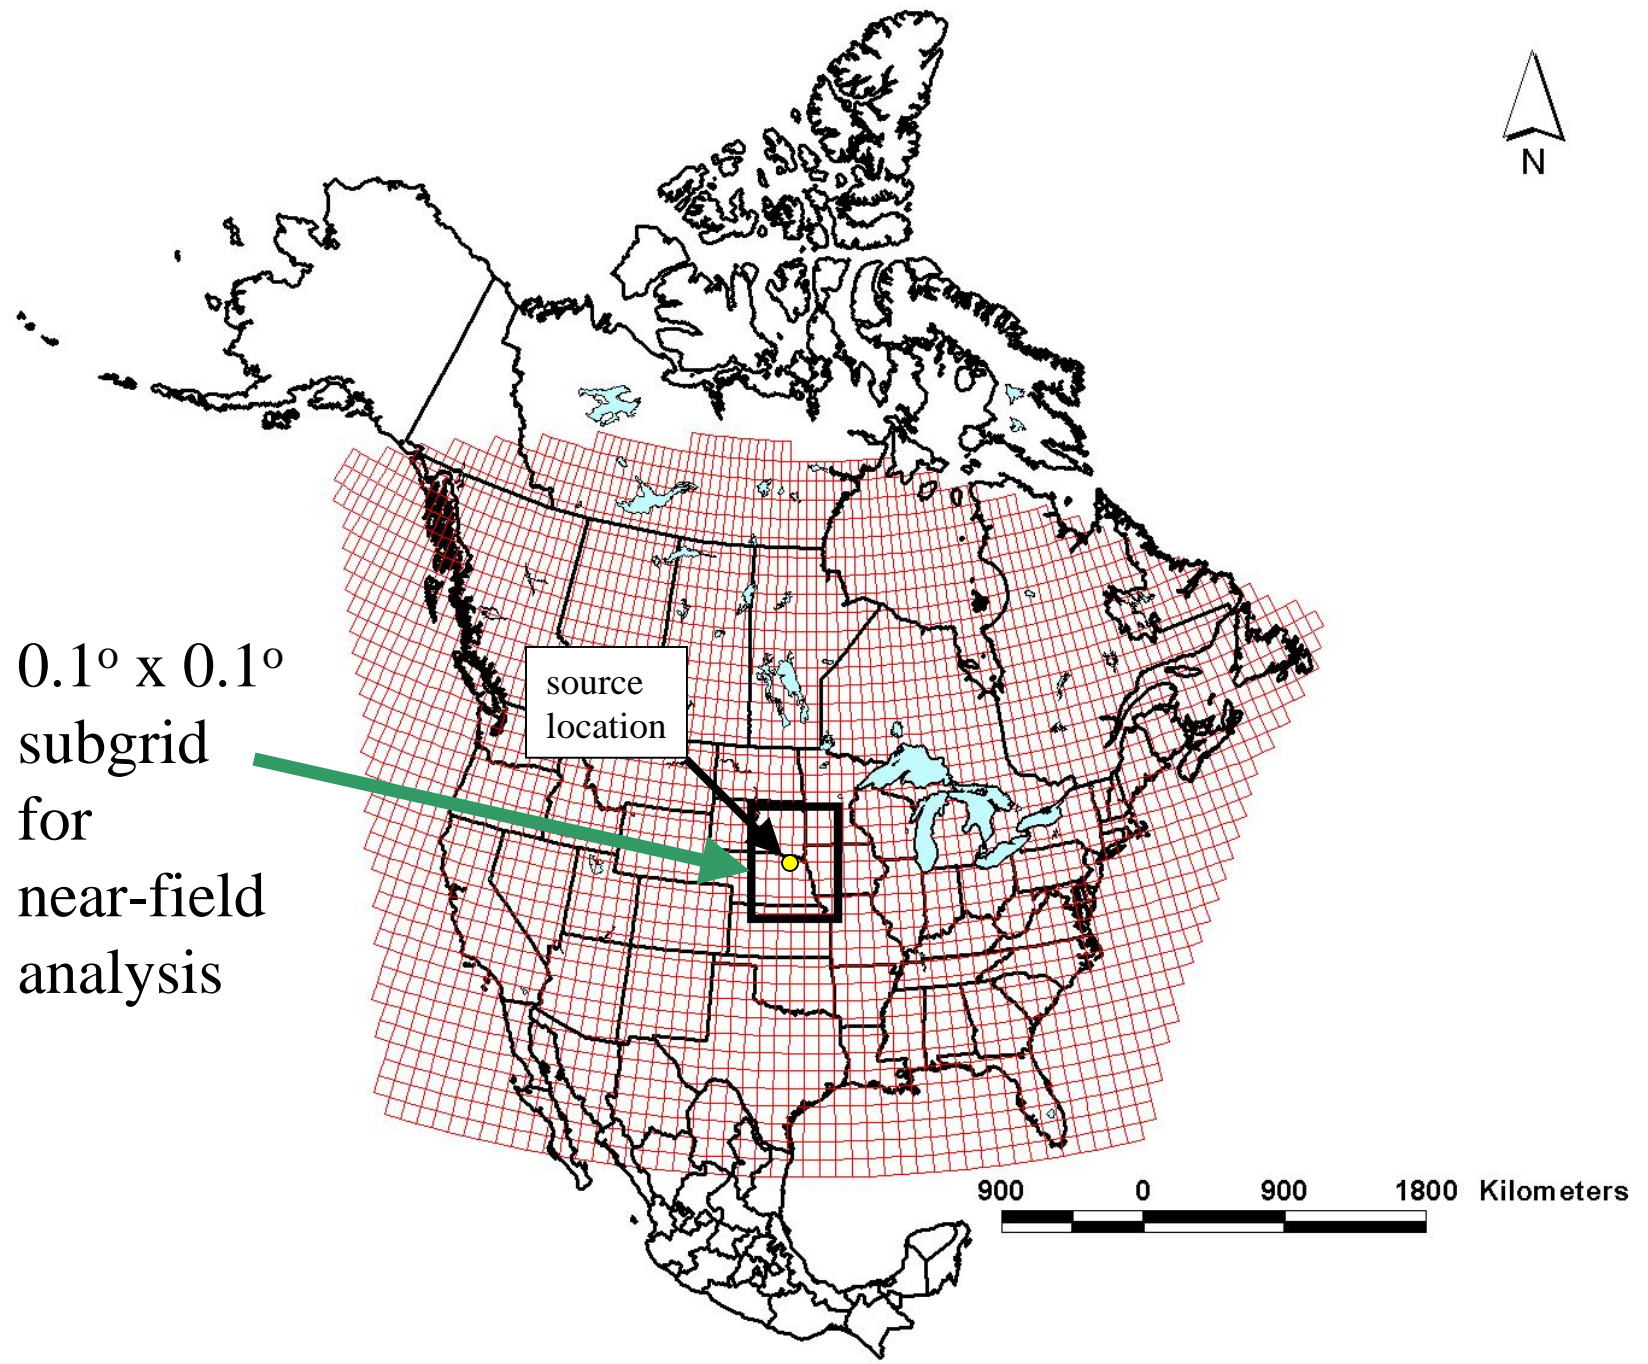 N
0.1º x 0.1º
subgrid
for
near-field
analysis
source
location
900 0 900 1800 Kilometers